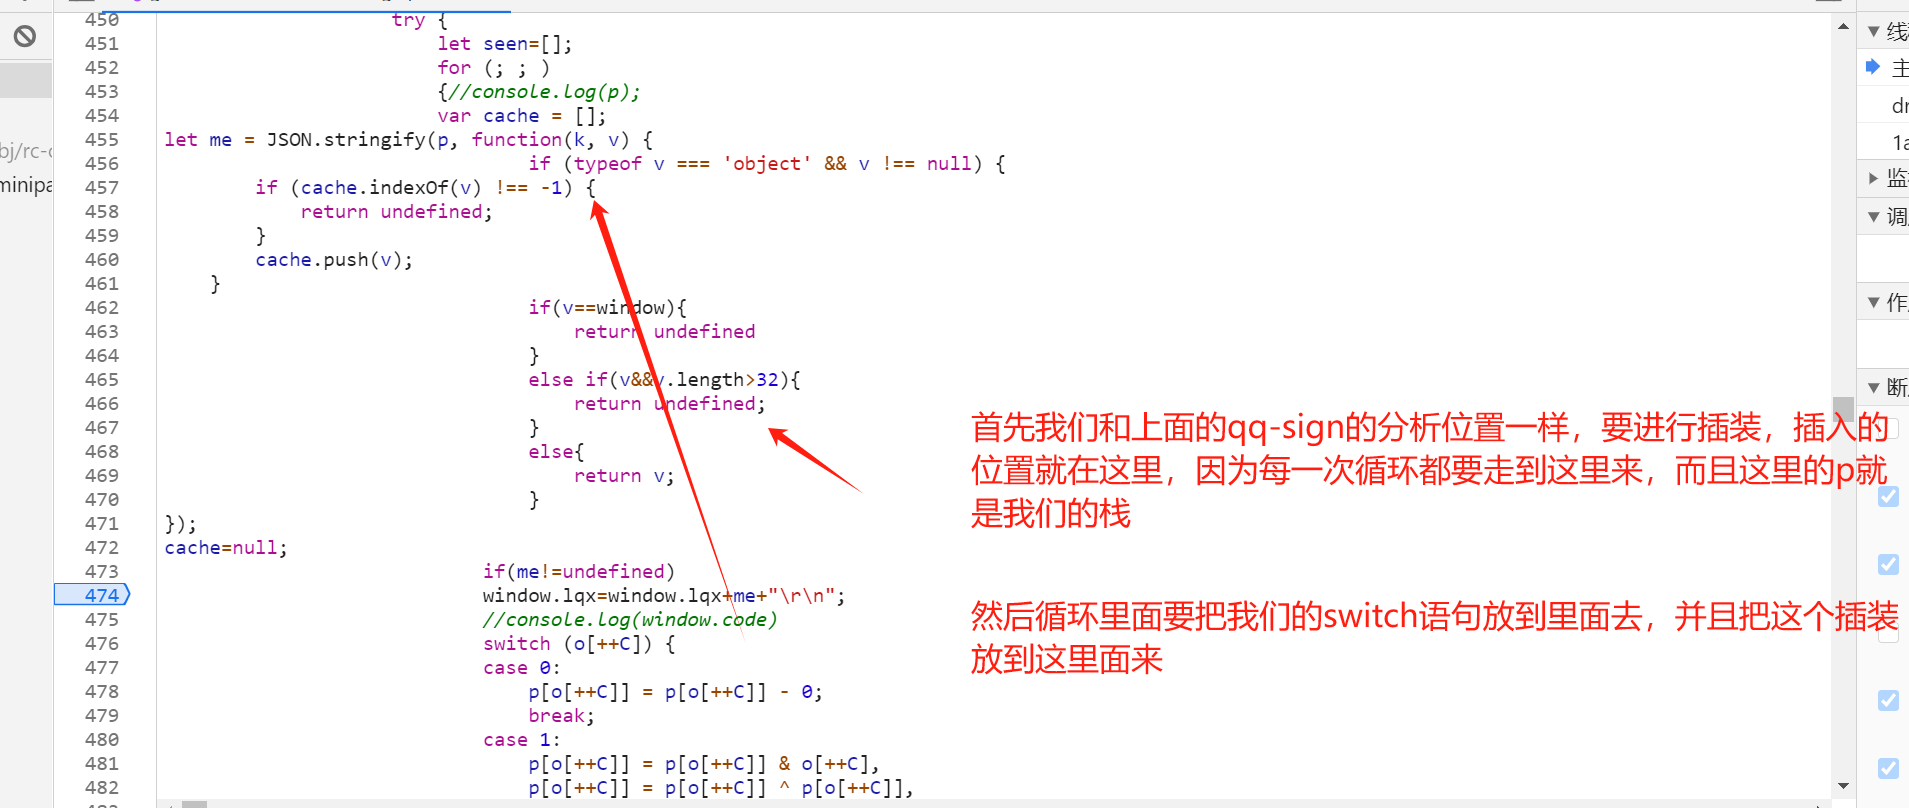 450 try {
451 let seen=[];
452 for (; ; )
453 {//console.log(p);
454 var cache = [];
455 let me = JSON.stringify(p, function(k, v) {
456 if (typeof v === 'object' && v !== null) {
457 if (cache.indexOf(v) !== -1) {
458 return undefined;
459 }
460 cache.push(v);
461 }
462 if(v==window){
463 return undefined
464 }
465 else if(v&&v.length>32){
466 return undefined;
467 }
468 else{
469 return v;
470 }
471 });
472 cache=null;
473 if(me!=undefined)
474 window.lqx=window.lqx+me+"\r\n";
475 //console.log(window.code)
476 switch (o[++C]) {
477 case 0:
478 p[o[++C]] = p[o[++C]] - 0;
479 break;
480 case 1:
481 p[o[++C]] = p[o[++C]] & o[++C],
482 p[o[++C]] = p[o[++C]] ^ p[o[++C]],
bj/rc-c
minipa
首先我们和上面的qq-sign的分析位置一样，要进行插装，插入的
位置就在这里，因为每一次循环都要走到这里来，而且这里的p就
是我们的栈
然后循环里面要把我们的switch语句放到里面去，并且把这个插装
放到这里面来
线
主
dr
1a
监
调
作
断